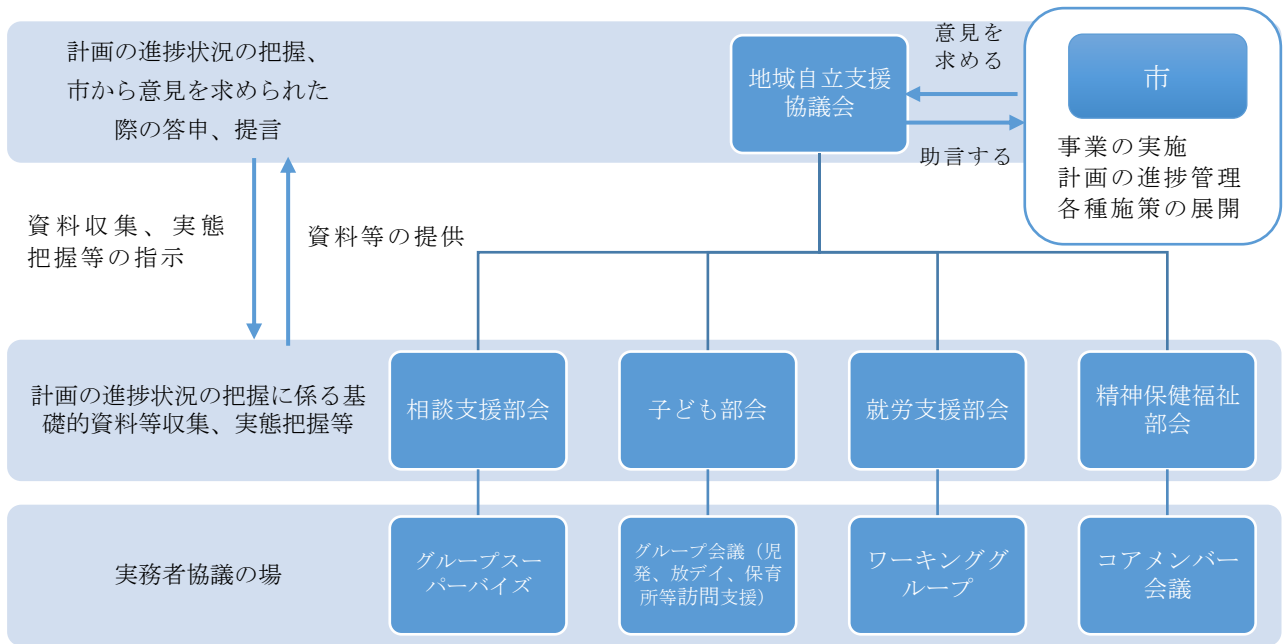 計画の進捗状況の把握、
市から意見を求められた
際の答申、提言
地域自立支援
協議会
意見を
求める
助言する
市
事業の実施
計画の進捗管理
各種施策の展開
資料収集、実態
把握等の指示
資料等の提供
計画の進捗状況の把握に係る基
礎的資料等収集、実態把握等
相談支援部会
子ども部会
就労支援部会
精神保健福祉
部会
実務者協議の場
グループスー
パーバイズ
グループ会議（児
発、放デイ、保育
所等訪問支援）
ワーキンググ
ループ
コアメンバー
会議